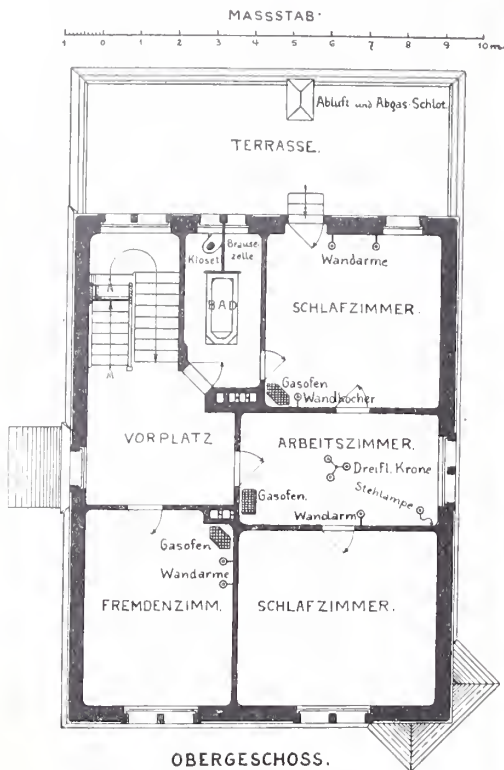 MASSSTAB·
1 0 1 2 3 4 5 6 7 8 9 10 m.
Abluft und Abgas·Schlot.
TERRASSE.
Klosett
Brause-
zelle
Wandarme
BAD
SCHLAFZIMMER.
A
A
Gasofen
Wandkocher
VORPLATZ
ARBEITSZIMMER.
Dreifl. Krone
Stehlampe
Gasofen.
Wandarm
Gasofen
Wandarme
FREMDENZIMM.
SCHLAFZIMMER.
OBERGESCHOSS.